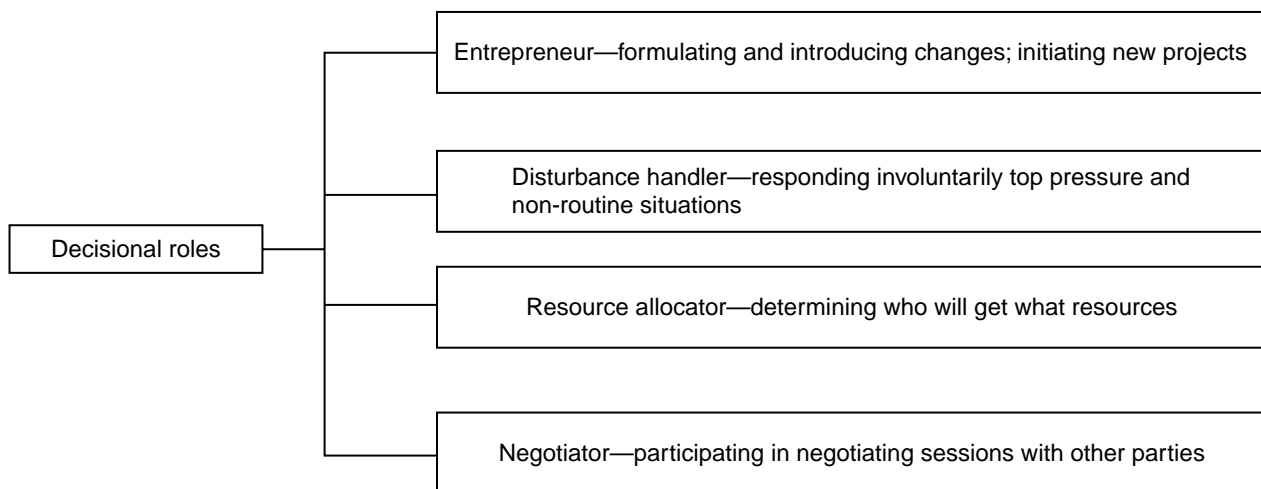 Entrepreneur—formulating and introducing changes; initiating new projects
Disturbance handler—responding involuntarily top pressure and
non-routine situations
Decisional roles
Resource allocator—determining who will get what resources
Negotiator—participating in negotiating sessions with other parties